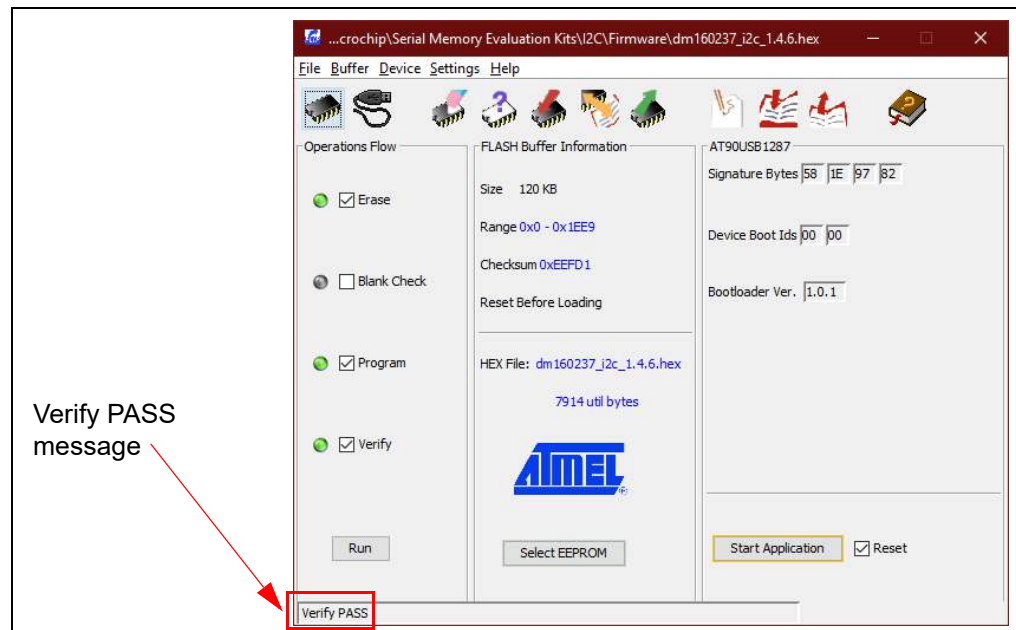 ...crochip\Serial Memory Evaluation Kits\I2C\Firmware\dm160237_i2c_1.4.6.hex
File Buffer Device Settings Help
Operations Flow
Erase
Blank Check
Program
Verify
Run
FLASH Buffer Information
Size 120 KB
Range 0x0 - 0x1EE9
Checksum 0xEEFD1
Reset Before Loading
HEX File: dm160237_i2c_1.4.6.hex
7914 util bytes
ATMEL
®
Select EEPROM
AT90USB1287
Signature Bytes 58 1E 97 82
Device Boot Ids 00 00
Bootloader Ver. 1.0.1
Start Application
Reset
Verify PASS
message
Verify PASS